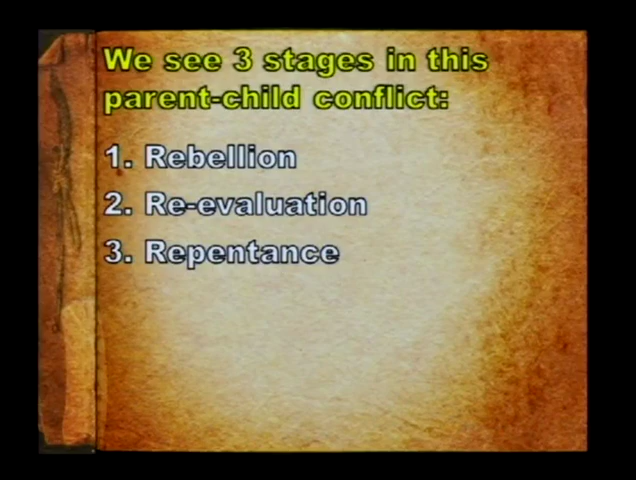 We see 3 stages in this
parent-child conflict:
1. Rebellion
2. Re-evaluation
3. Repentance